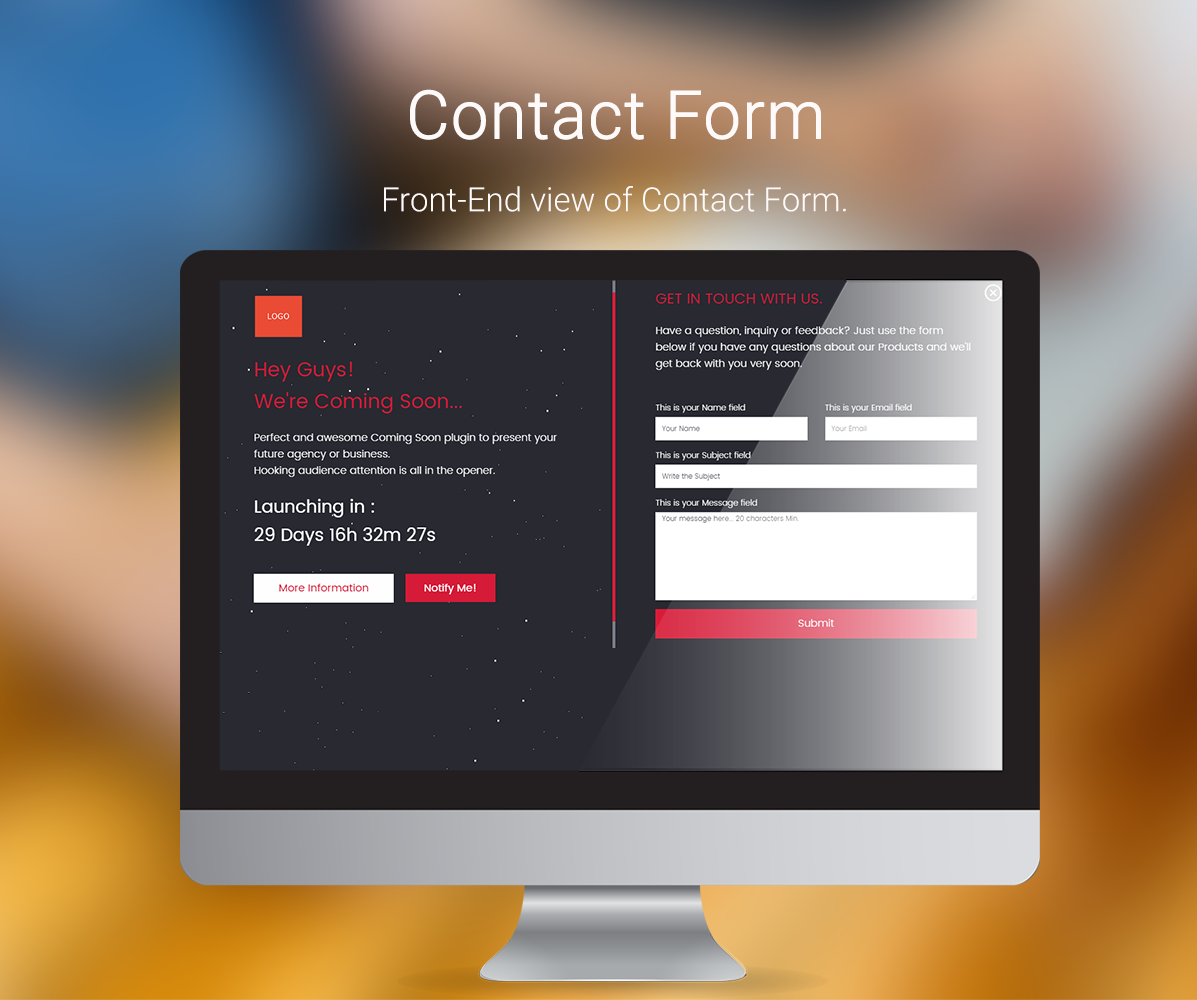 Contact Form
Front-End view of Contact Form.
LOGO
Hey Guys!
We're Coming Soon...
Perfect and awesome Coming Soon plugin to present your
future agency or business.
Hooking audience attention is all in the opener.
Launching in :
29 Days 16h 32m 27s
More Information
Notify Me!
GET IN TOUCH WITH US.
Have a question, inquiry or feedback? Just use the form
below if you have any questions about our Products and we'll
get back with you very soon.
This is your Name field
This is your Email field
Your Name
Your Email
This is your Subject field
Write the Subject
This is your Message field
Your message here... 20 characters Min.
Submit